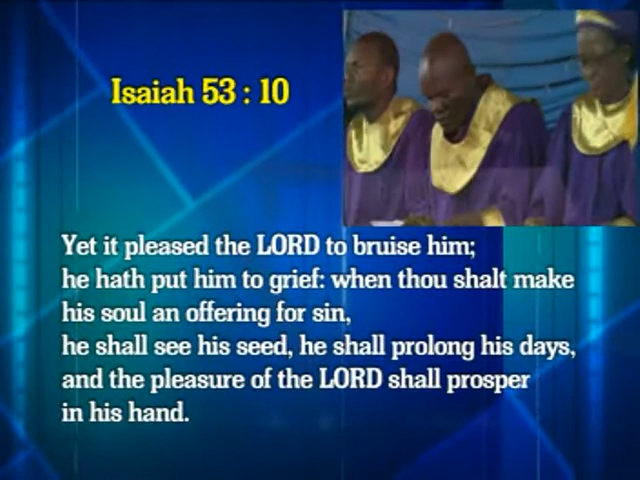 Isaiah 53 : 10
Yet it pleased the LORD to bruise him;
he hath put him to grief: when thou shalt make
his soul an offering for sin,
he shall see his seed, he shall prolong his days,
and the pleasure of the LORD shall prosper
in his hand.